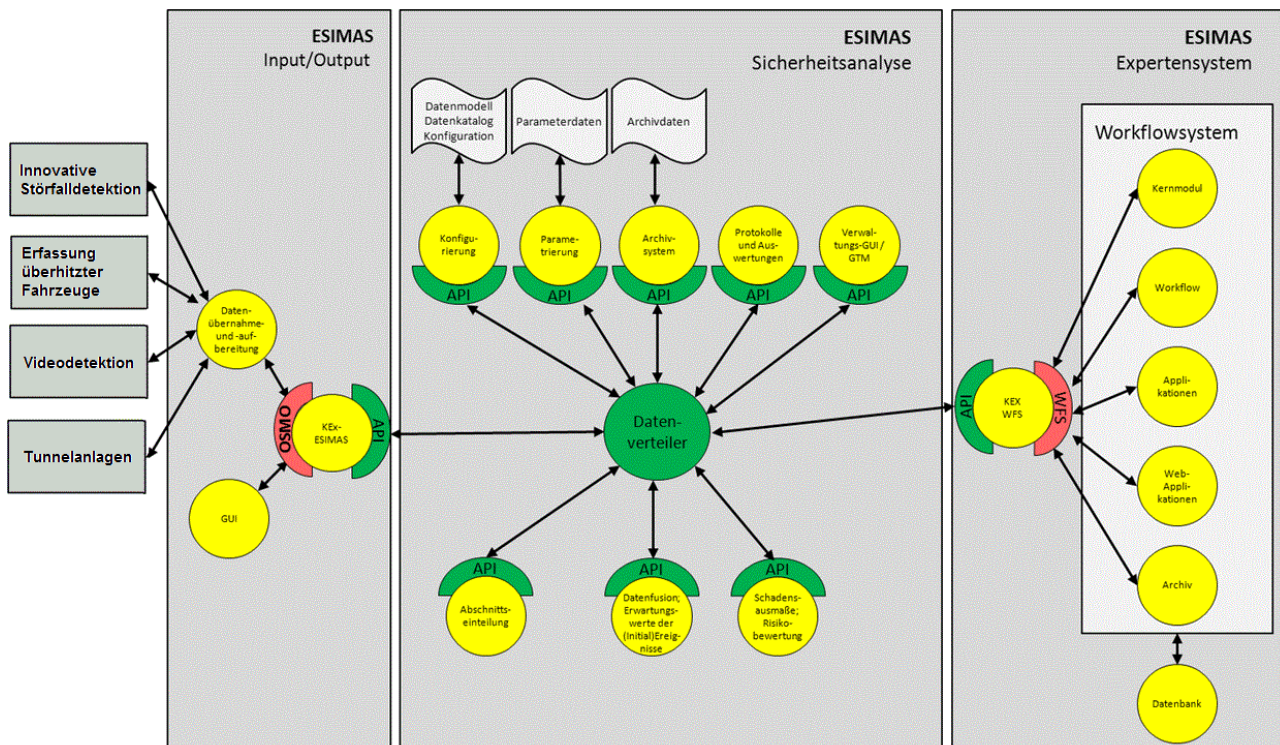 Innovative
Störfalldetektion
Erfassung
überhitzter
Fahrzeuge
Videodetektion
Tunnelanlagen
ESIMAS
Input/Output
Daten-
übernahme-
und -auf-
bereitung
OSMO
KEx-
ESIMAS
API
GUI
ESIMAS
Sicherheitsanalyse
Datenmodell
Datenkatalog
Konfiguration
Parameterdaten
Archivdaten
Konfigu-
rierung
API
Parame-
trierung
API
Archiv-
system
API
Protokolle
und Aus-
wertungen
API
Verwal-
tungs-GUI /
GTM
API
Daten-
verteiler
API
Abschnitts-
einteilung
API
Datenfusion;
Erwartungs-
werte der
(Initial)Ereig-
nisse
API
Schadens-
ausmaße;
Risiko-
bewertung
ESIMAS
Expertensystem
API
KEX
WFS
WFS
Workflowsystem
Kernmodul
Workflow
Appli-
kationen
Web-
Appli-
kationen
Archiv
Datenbank